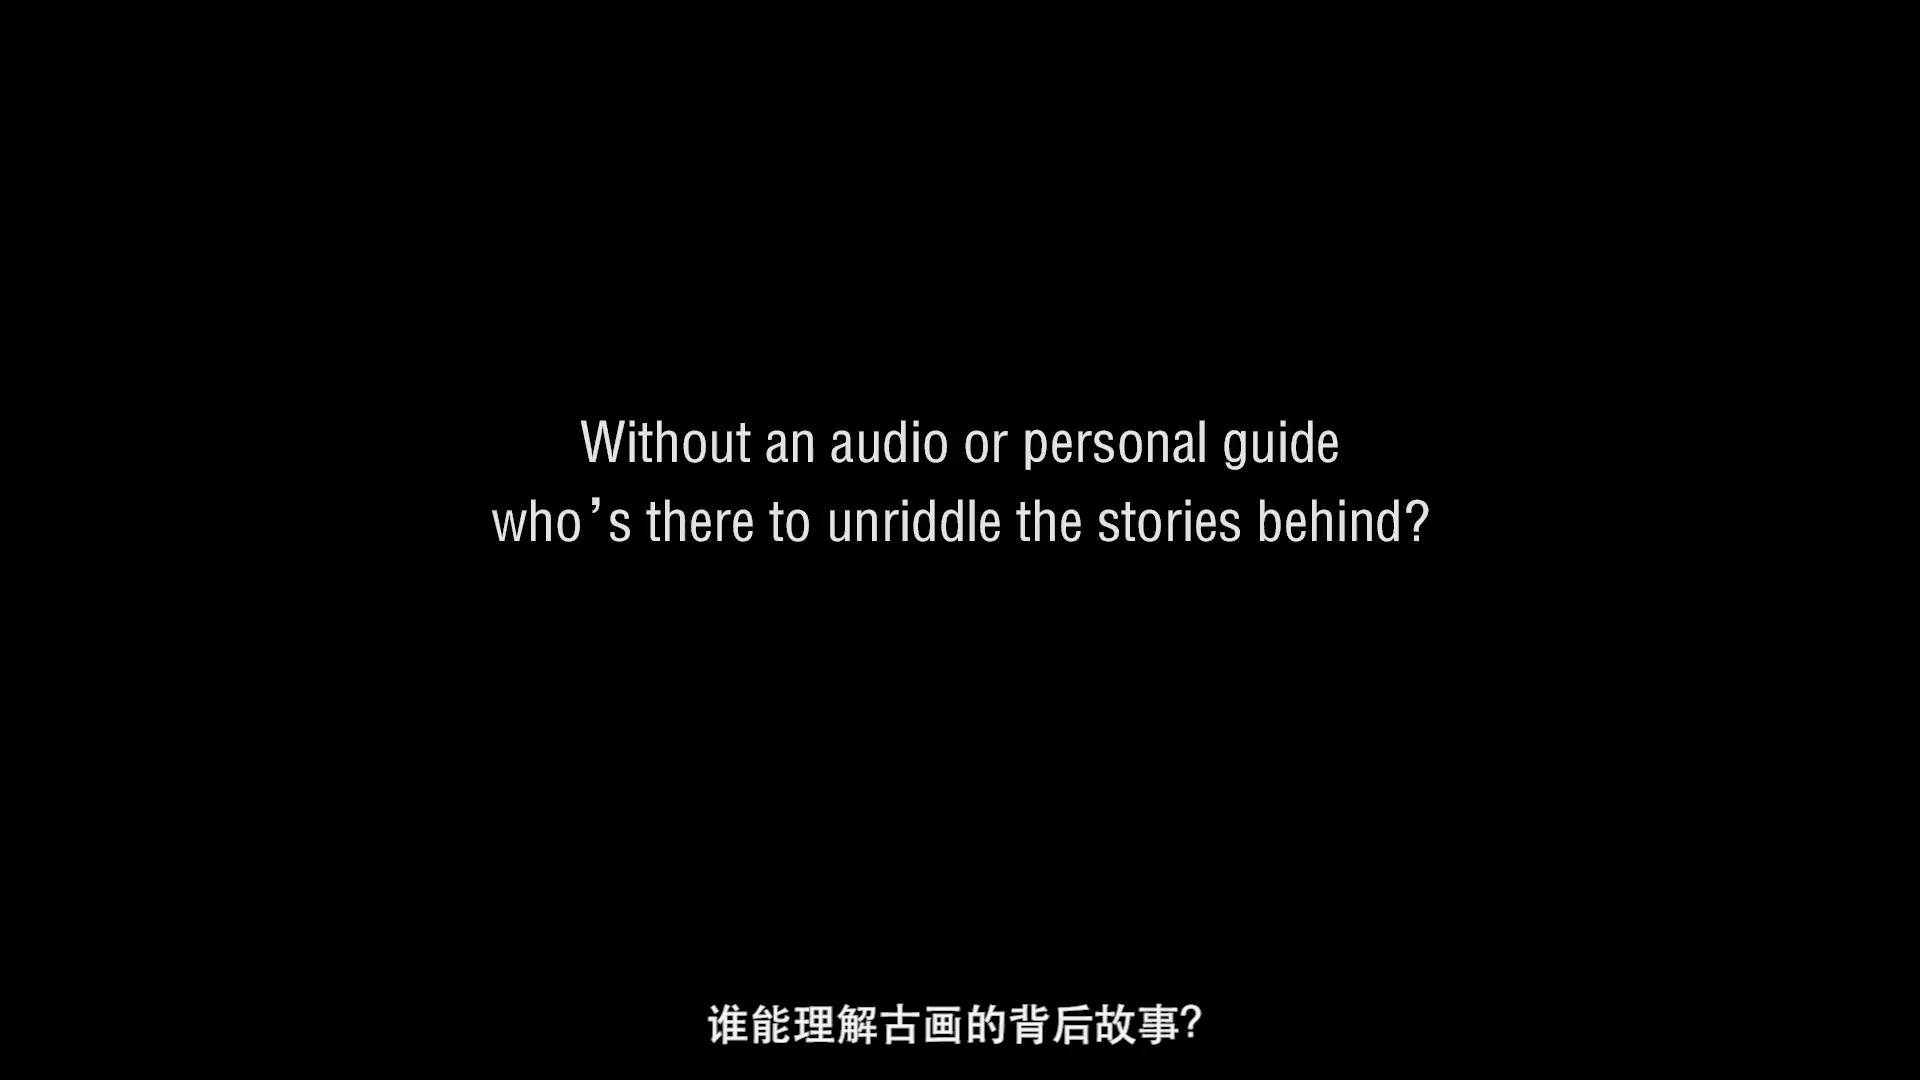 Without an audio or personal guide
who’s there to unriddle the stories behind?
谁能理解古画的背后故事?